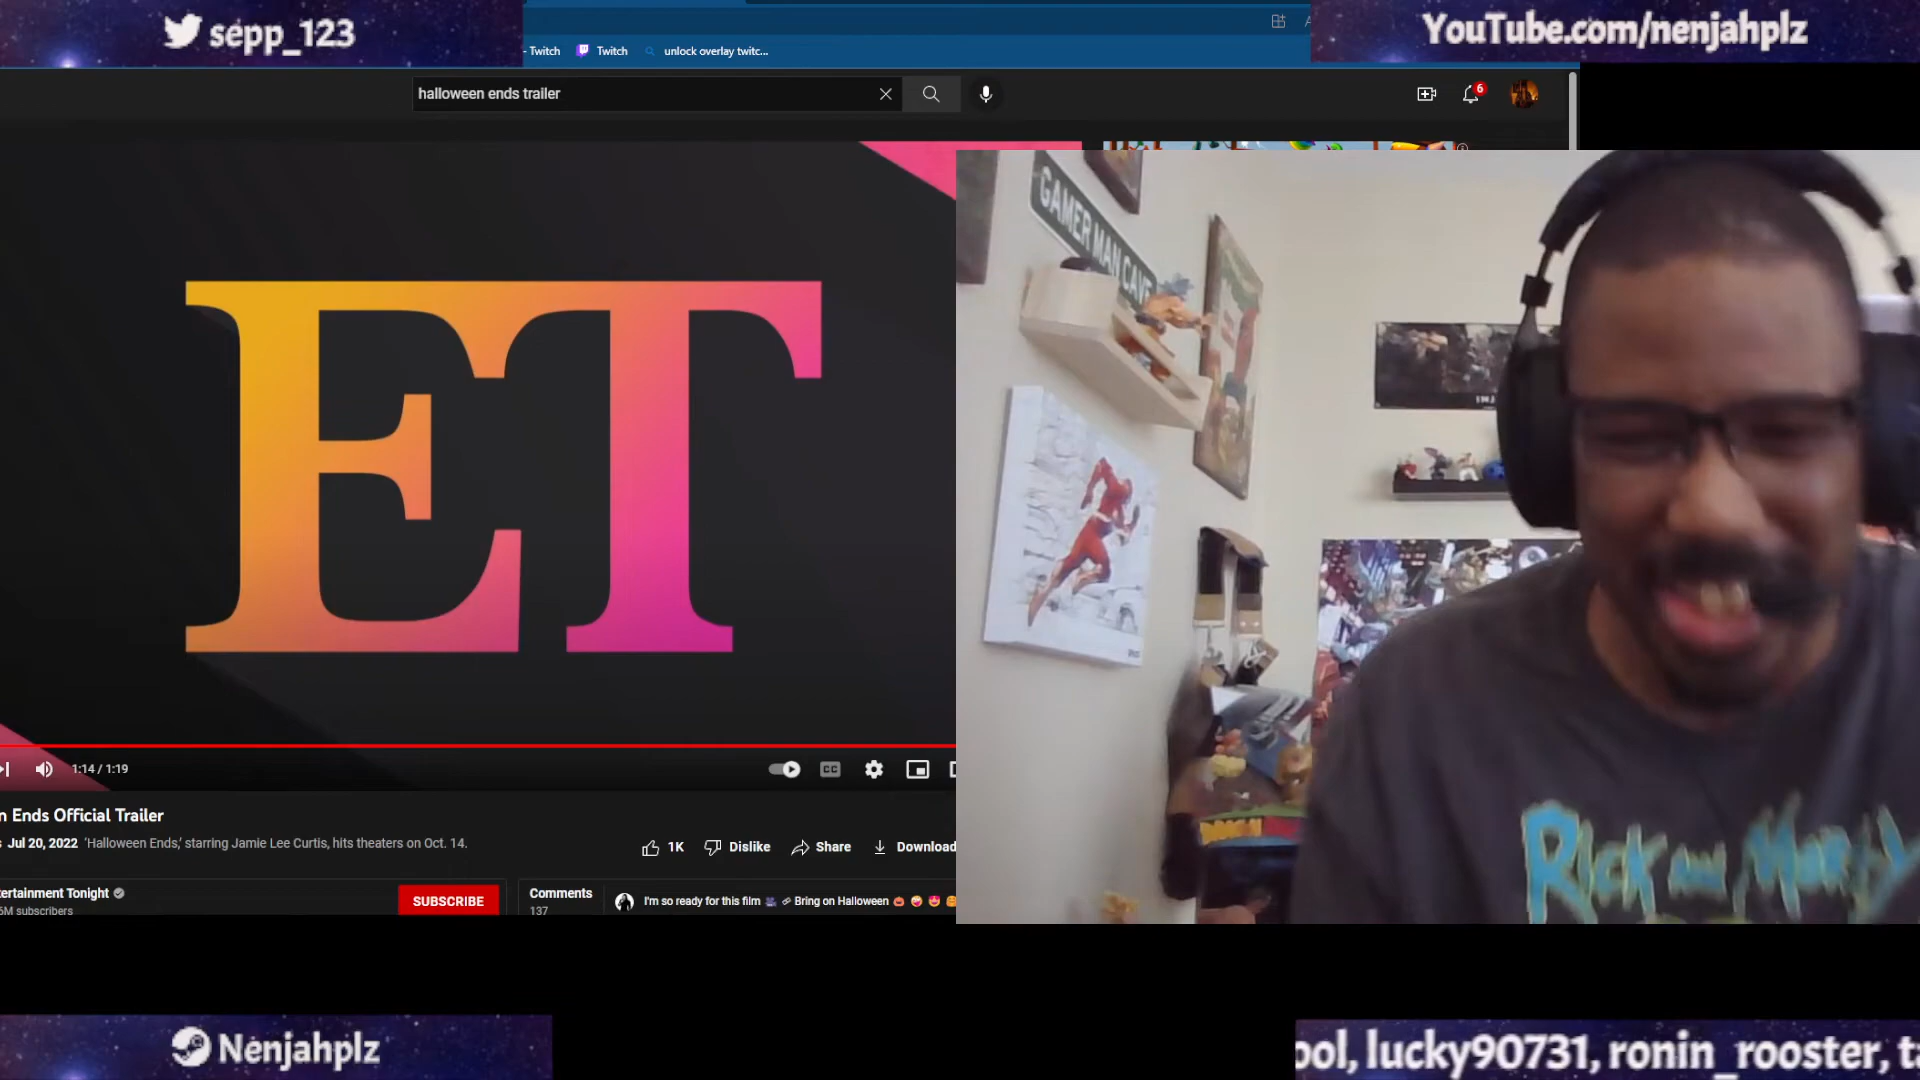 sepp_123
- Twitch
Twitch
unlock overlay twitc...
YouTube.com/nenjahplz
halloween ends trailer
6
GAMER MAN CAVE
ET
1:14 / 1:19
CC
n Ends Official Trailer
s Jul 20, 2022 'Halloween Ends,' starring Jamie Lee Curtis, hits theaters on Oct. 14.
1K
Dislike
Share
Download
ertainment Tonight
6M subscribers
SUBSCRIBE
Comments
137
I'm so ready for this film
Bring on Halloween
RICK AND MORTY
Nenjahplz
ool, lucky90731, ronin_rooster, ta